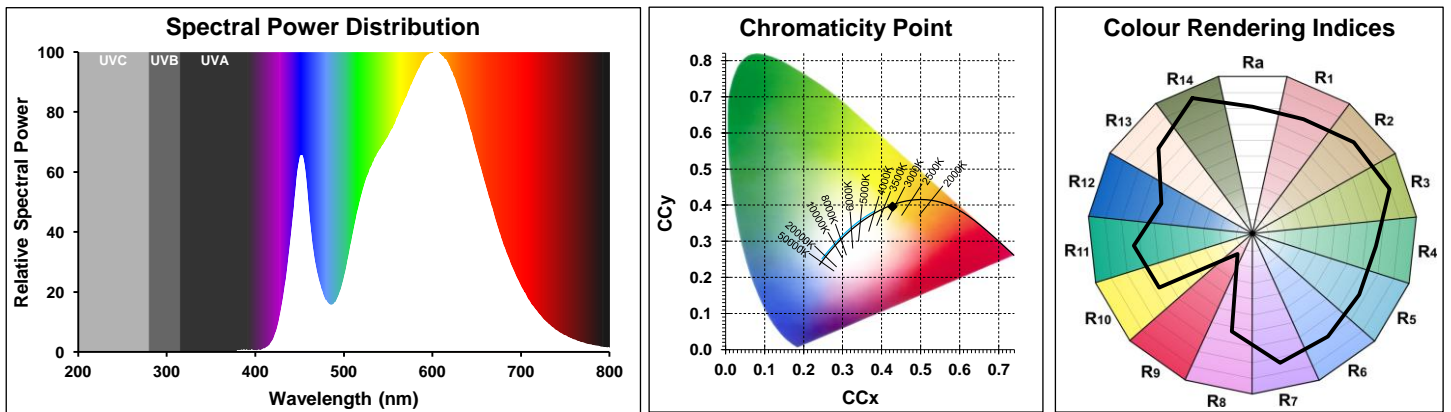 Spectral Power Distribution
UVC UVB UVA
100
80
60
40
20
0
Relative Spectral Power
200 300 400 500 600 700 800
Wavelength (nm)
Chromaticity Point
0.8
0.7
0.6
0.5
0.4
0.3
0.2
0.1
0.0
CCy
50000K
20000K
10000K
8000K
6000K
5000K
4000K
3500K
3000K
2500K
2000K
0.0 0.1 0.2 0.3 0.4 0.5 0.6 0.7
CCx
Colour Rendering Indices
Ra
R1
R2
R3
R4
R5
R6
R7
R8
R9
R10
R11
R12
R13
R14